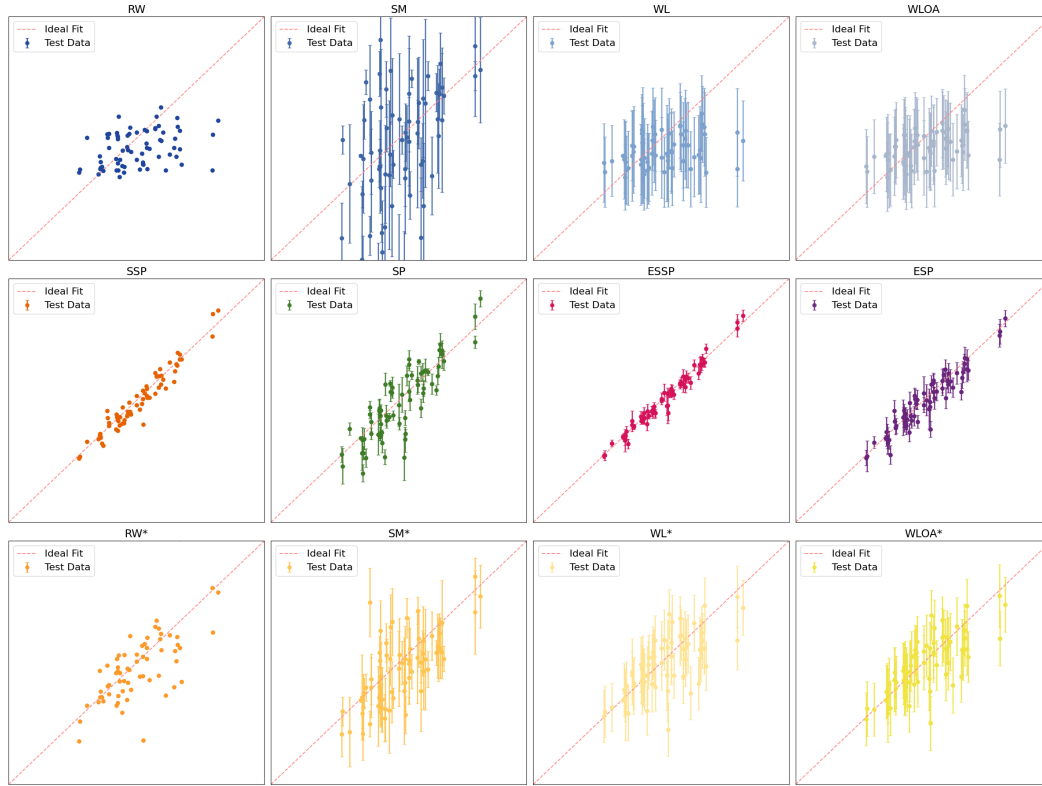 RW
Ideal Fit
Test Data
SM
Ideal Fit
Test Data
WL
Ideal Fit
Test Data
WLOA
Ideal Fit
Test Data
SSP
Ideal Fit
Test Data
SP
Ideal Fit
Test Data
ESSP
Ideal Fit
Test Data
ESP
Ideal Fit
Test Data
RW*
Ideal Fit
Test Data
SM*
Ideal Fit
Test Data
WL*
Ideal Fit
Test Data
WLOA*
Ideal Fit
Test Data